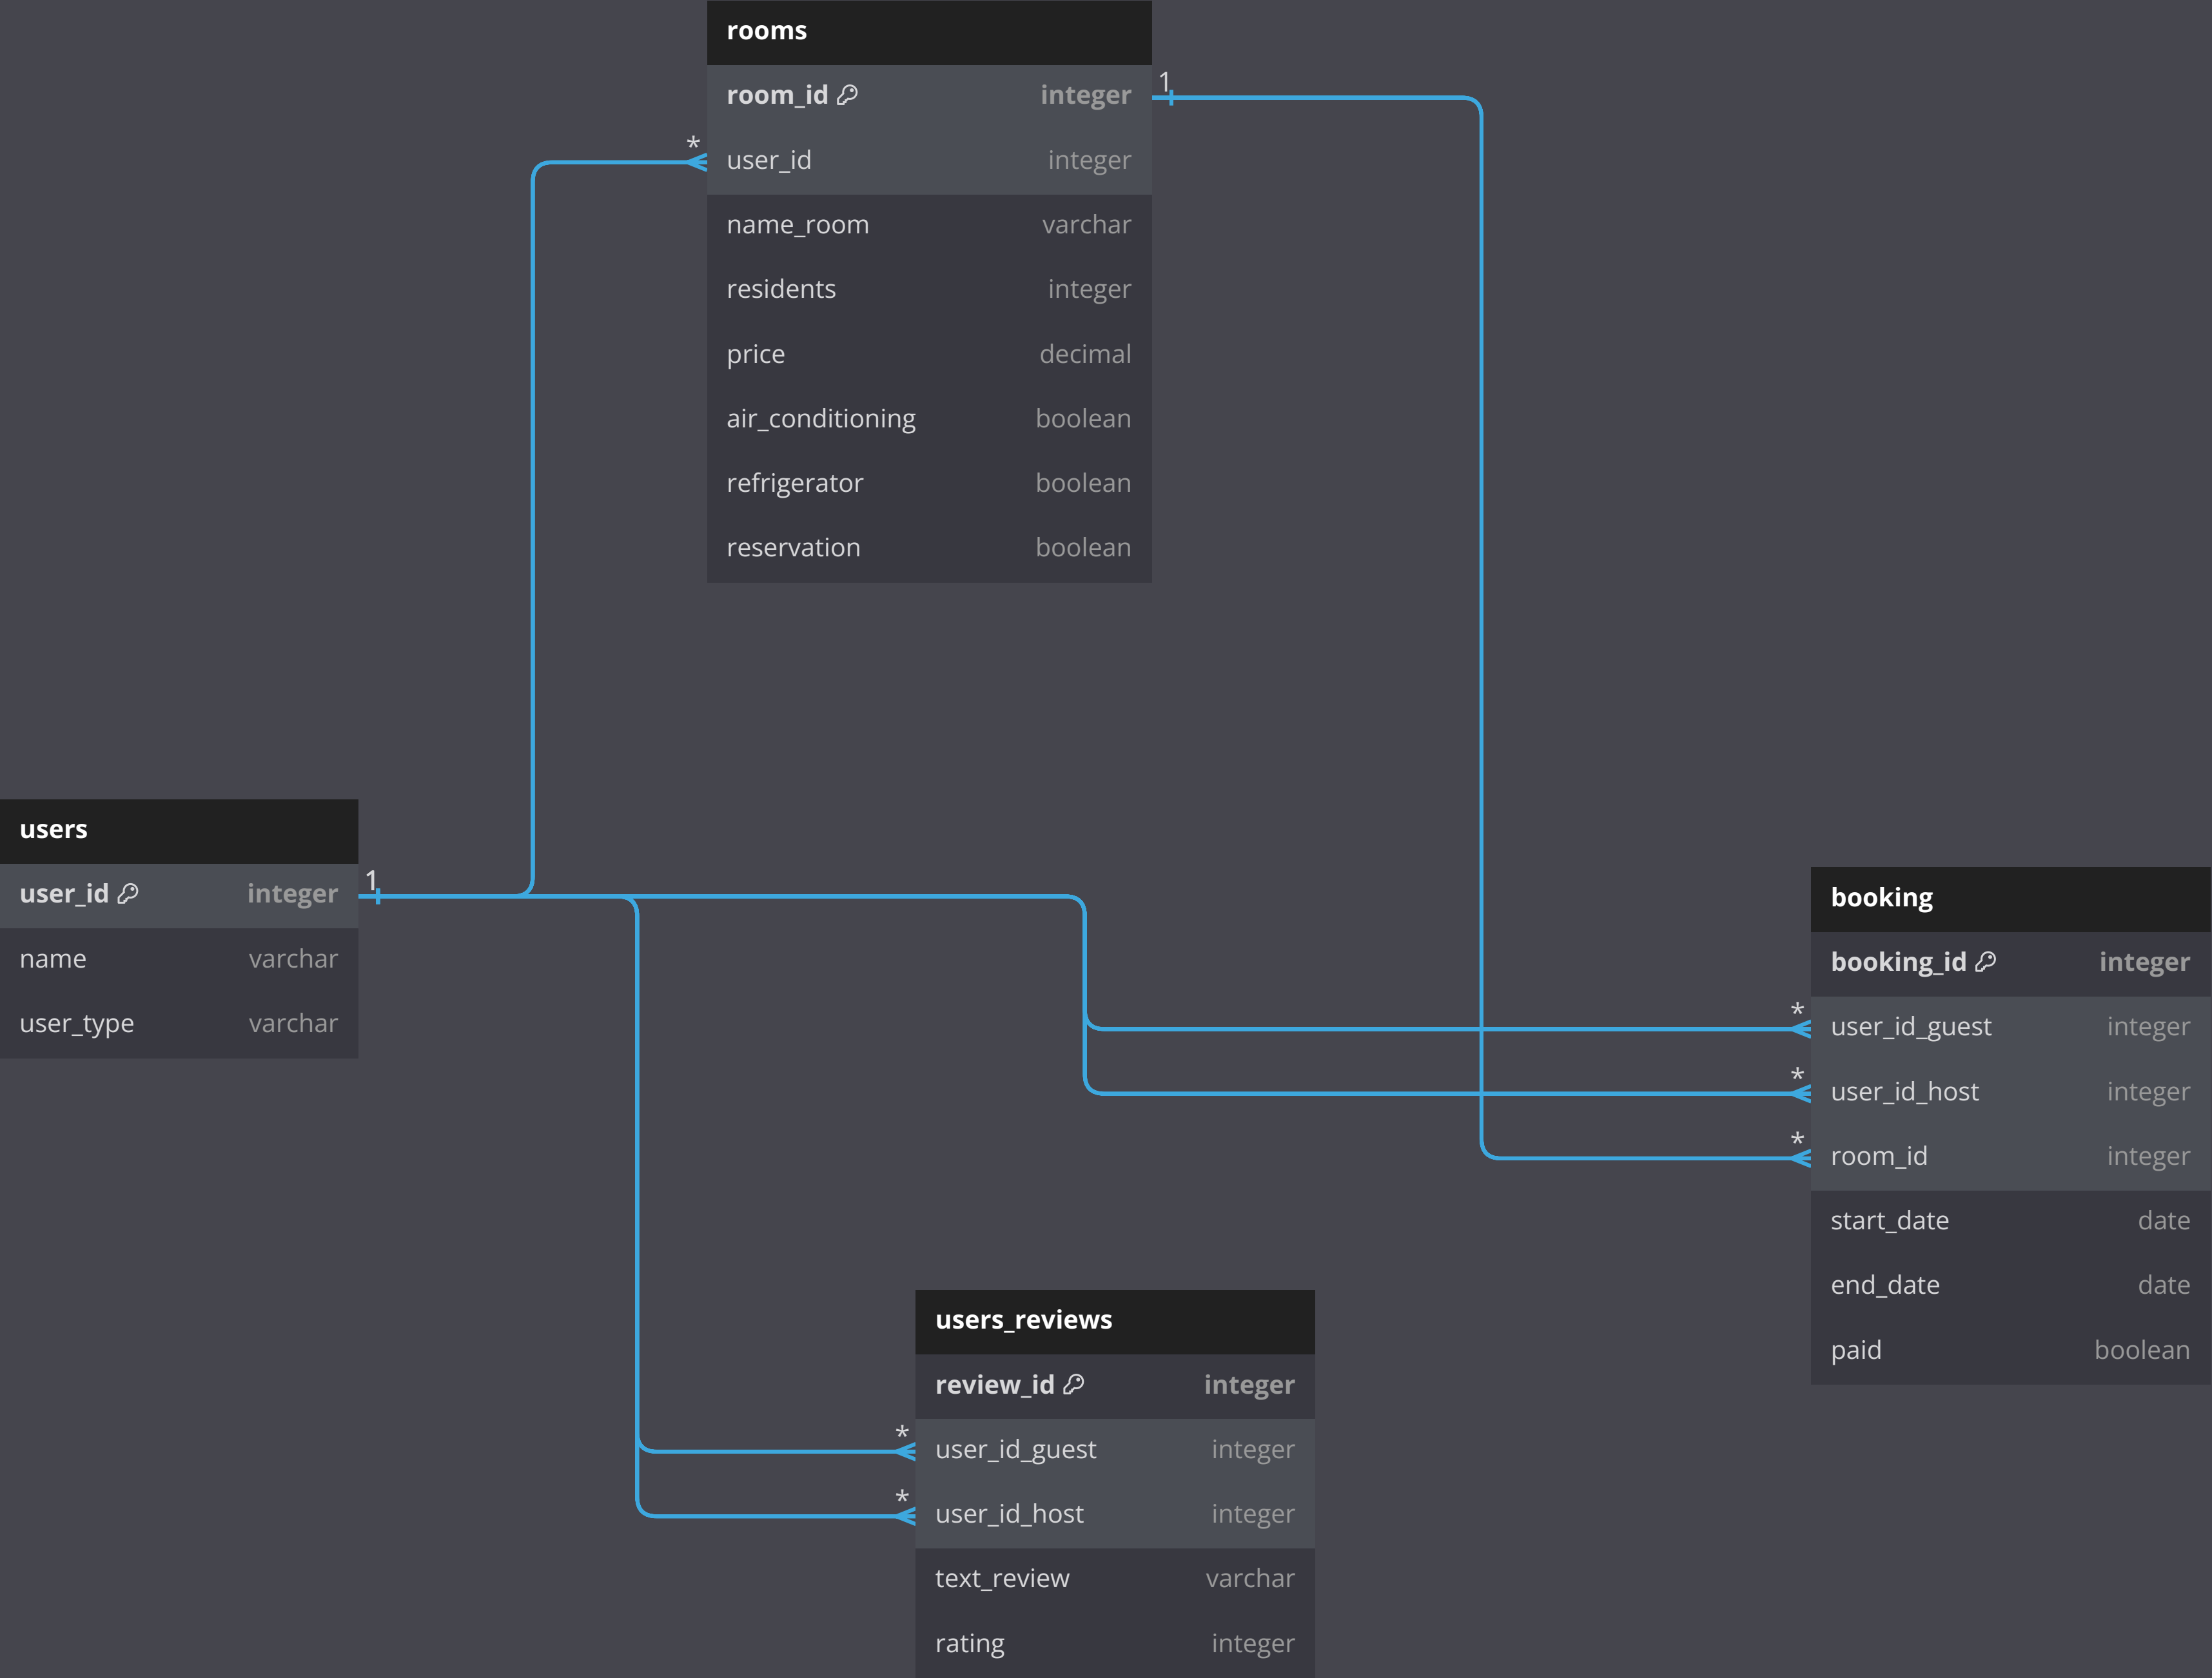 rooms
room_id integer
user_id integer
name_room varchar
residents integer
price decimal
air_conditioning boolean
refrigerator boolean
reservation boolean
1
*
users
user_id integer
name varchar
user_type varchar
1
booking
booking_id integer
* user_id_guest integer
* user_id_host integer
* room_id integer
start_date date
end_date date
paid boolean
users_reviews
review_id integer
* user_id_guest integer
* user_id_host integer
text_review varchar
rating integer